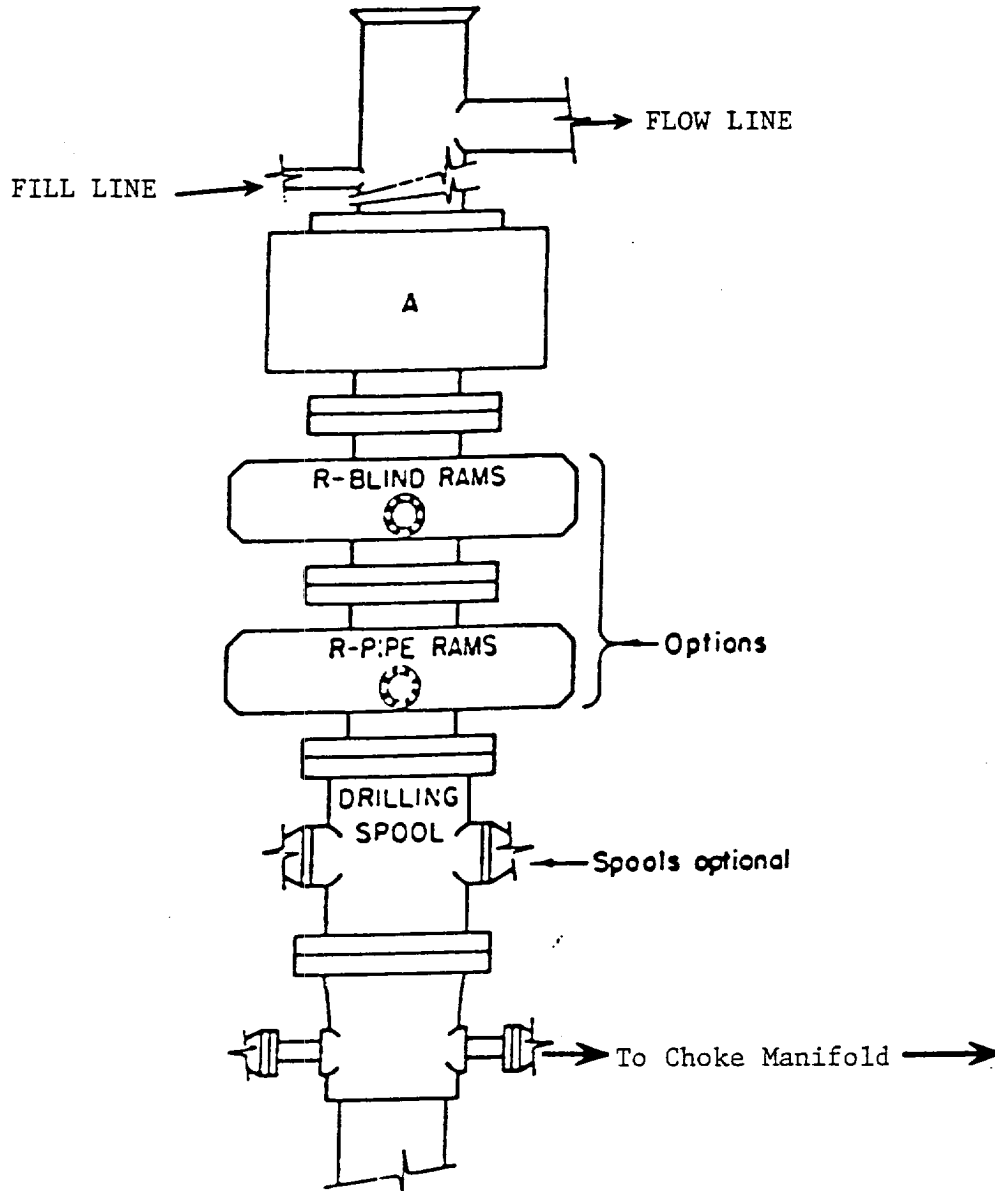 FLOW LINE
FILL LINE
A
R-BLIND RAMS
R-PIPE RAMS
Options
DRILLING
SPOOL
Spools optional
To Choke Manifold